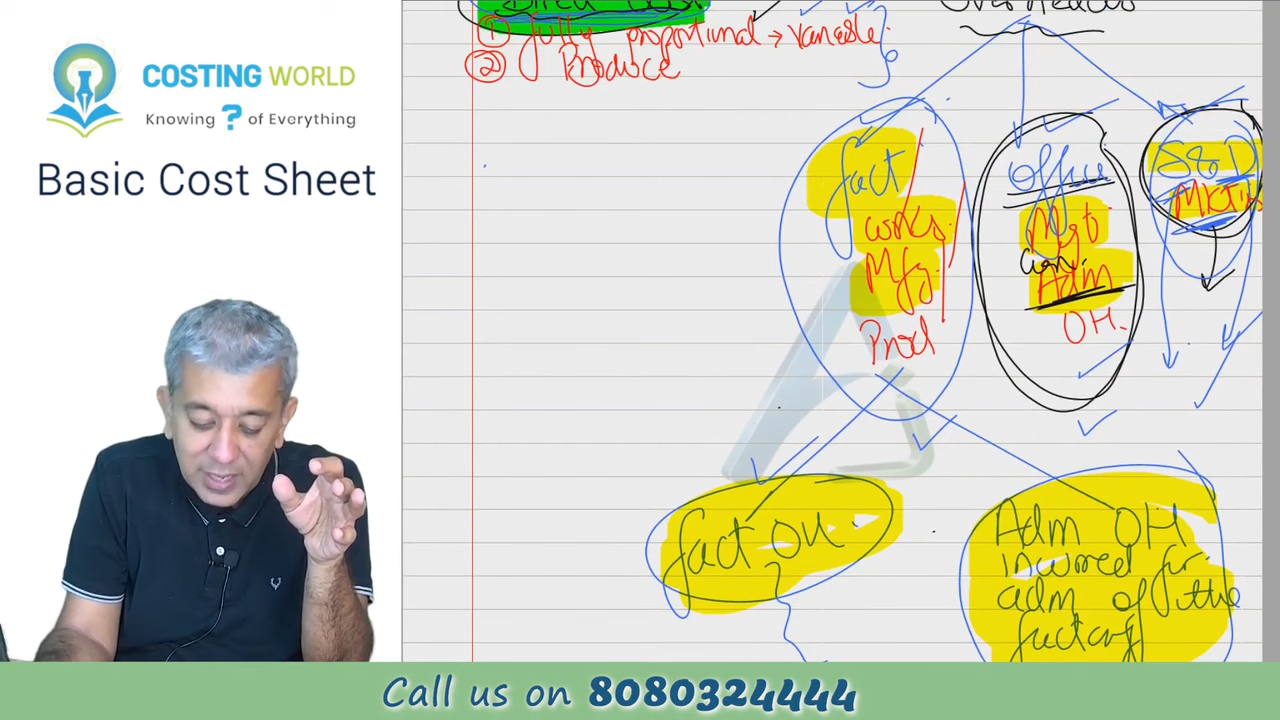 COSTING WORLD
Knowing ? of Everything
Basic Cost Sheet
① fully proportional → variable
② Produce
fact
works
Mfg
Prod
Office
Mgt
Adm
OH.
S&D
fact OH
Adm OH
incurred for
adm of the
factory
Call us on 8080324444